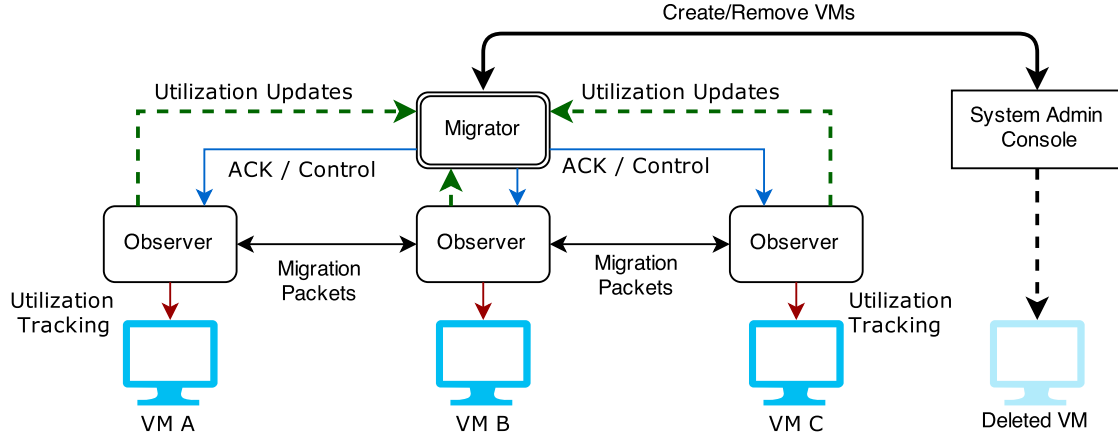 Create/Remove VMs
Utilization Updates
Utilization Updates
Migrator
System Admin
Console
ACK / Control
ACK / Control
Observer
Observer
Observer
Migration
Packets
Migration
Packets
Utilization
Tracking
Utilization
Tracking
VM A
VM B
VM C
Deleted VM